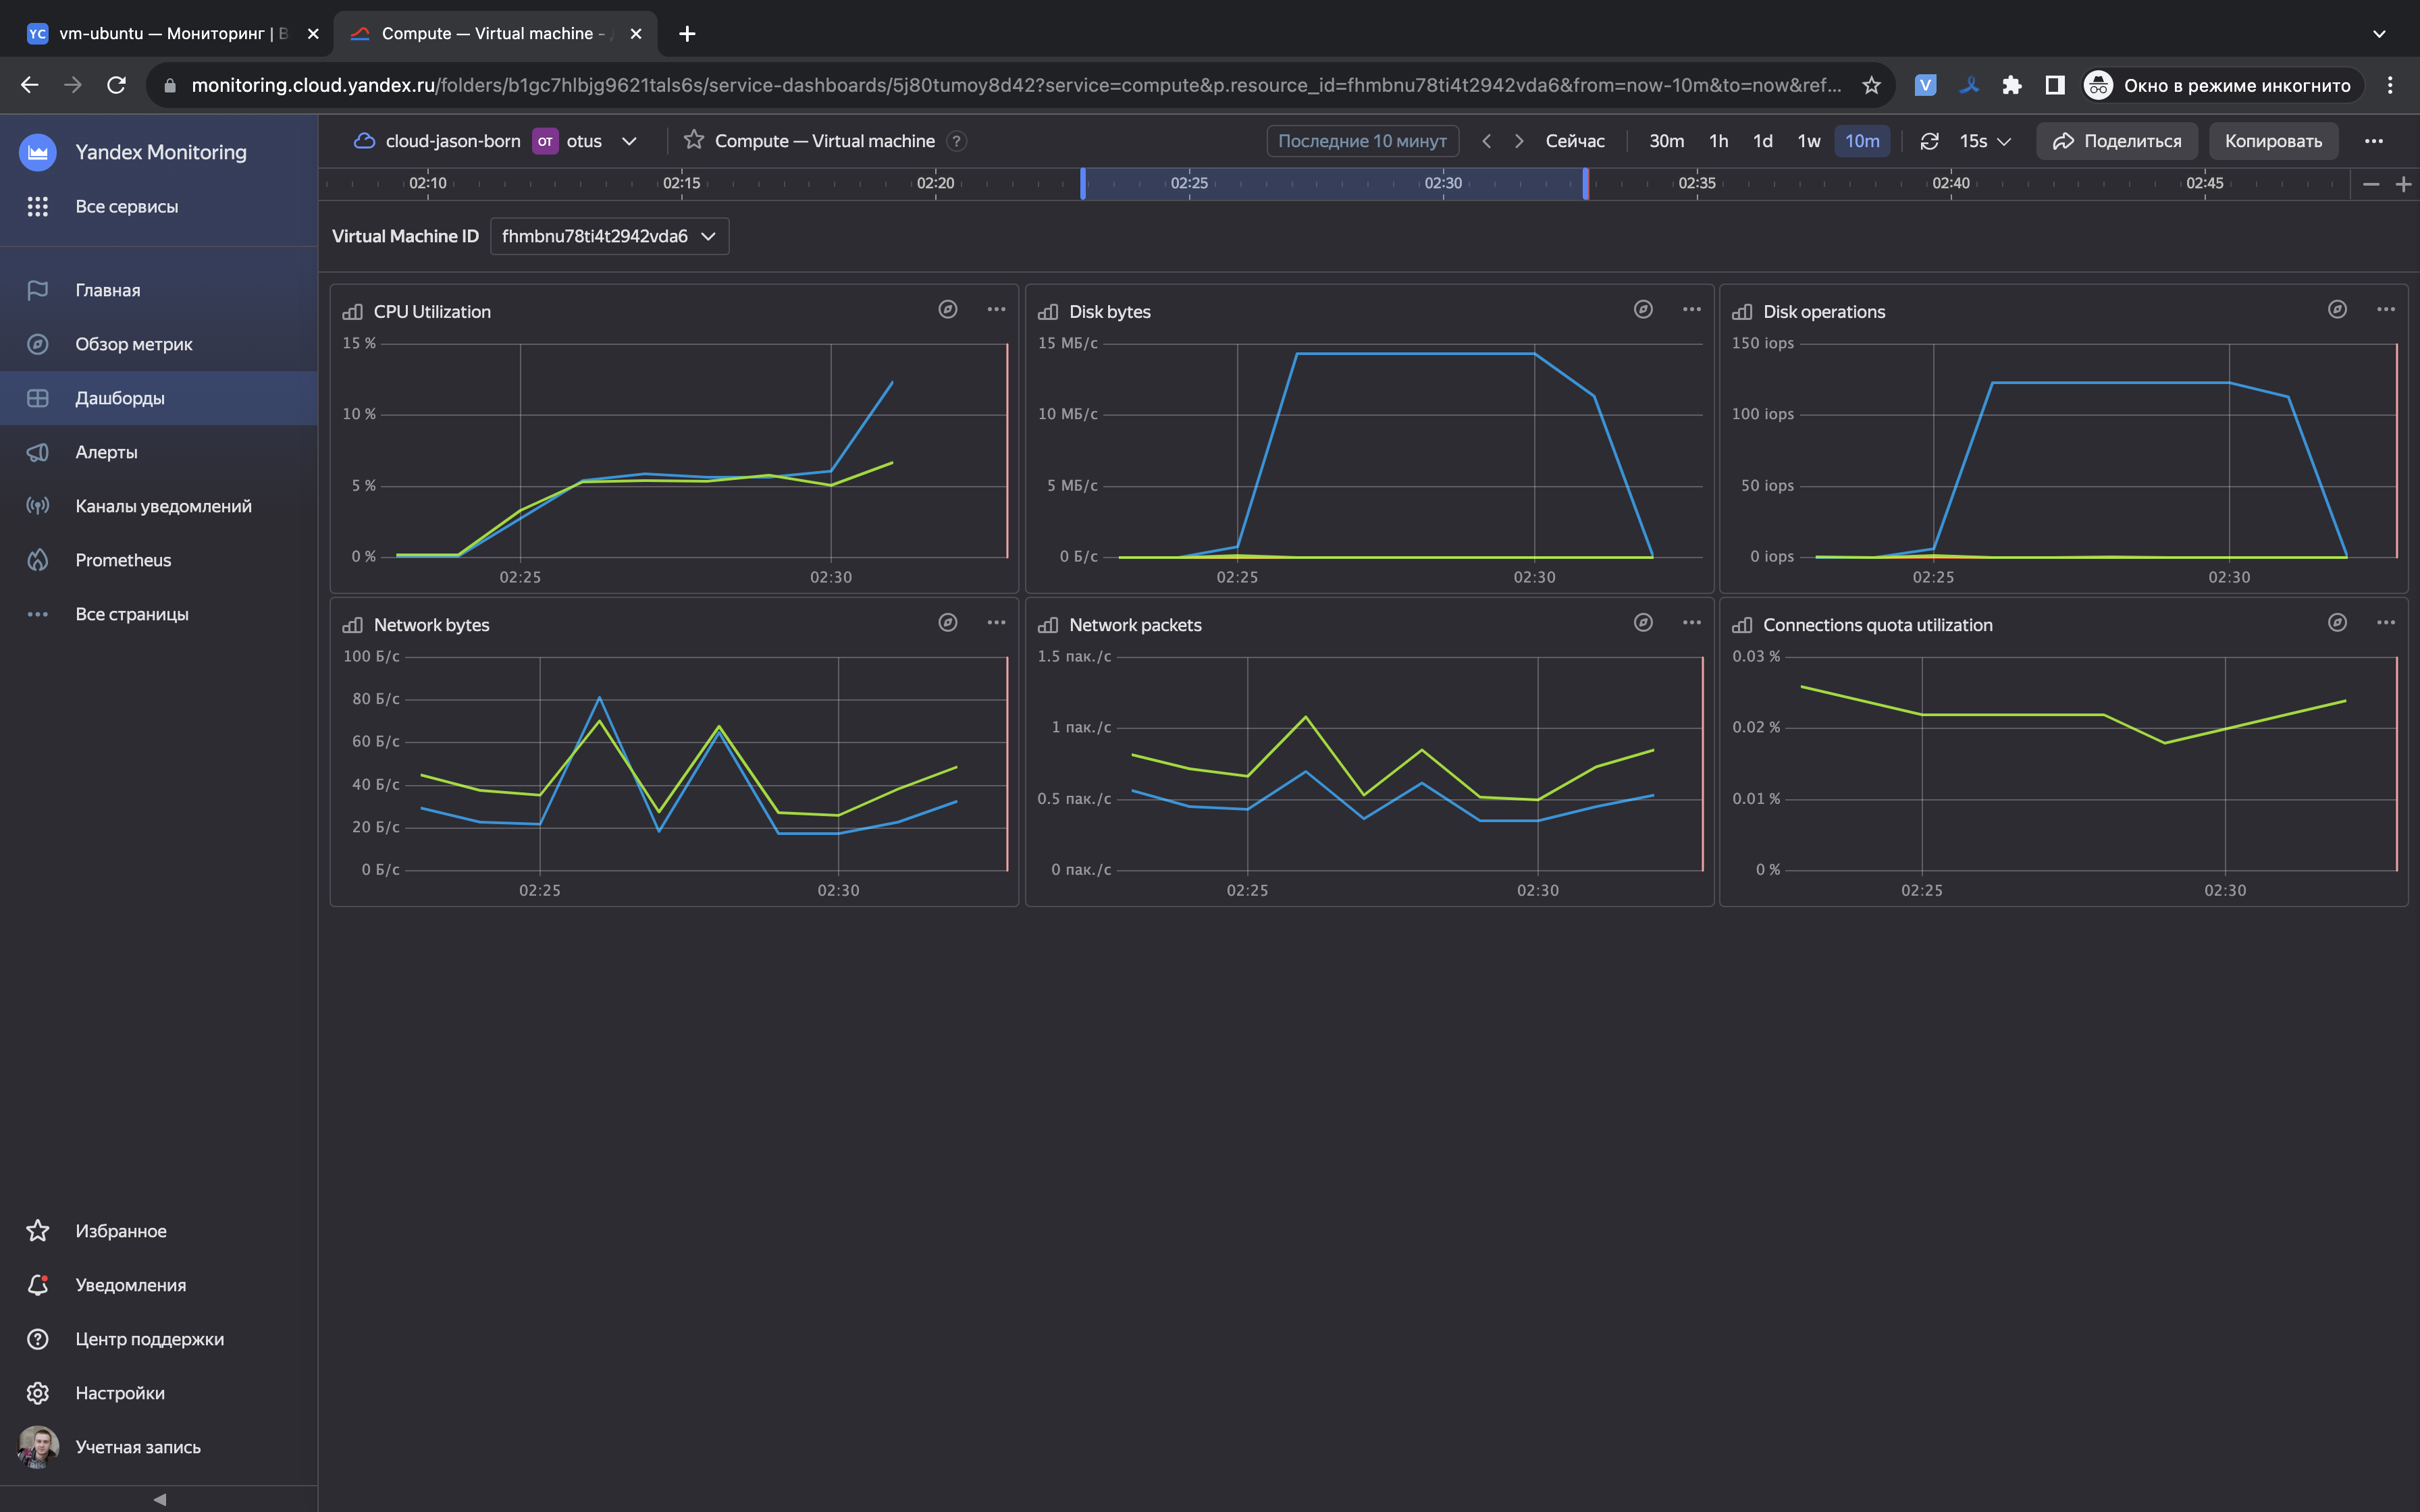 YC vm-ubuntu — Мониторинг | В
Compute — Virtual machine -
monitoring.cloud.yandex.ru/folders/b1gc7hlbjg9621tals6s/service-dashboards/5j80tumoy8d42?service=compute&p.resource_id=fhmbnu78ti4t2942vda6&from=now-10m&to=now&ref...
V
Окно в режиме инкогнито
Yandex Monitoring
Все сервисы
Главная
Обзор метрик
Дашборды
Алерты
Каналы уведомлений
Prometheus
Все страницы
Избранное
Уведомления
Центр поддержки
Настройки
Учетная запись
cloud-jason-born OT otus
Compute — Virtual machine ?
Последние 10 минут
Сейчас
30m 1h 1d 1w 10m
15s
Поделиться
Копировать
02:10 02:15 02:20 02:25 02:30 02:35 02:40 02:45
Virtual Machine ID fhmbnu78ti4t2942vda6
CPU Utilization
15 %
10 %
5 %
0 %
02:25 02:30
Disk bytes
15 МБ/с
10 МБ/с
5 МБ/с
0 Б/с
02:25 02:30
Disk operations
150 iops
100 iops
50 iops
0 iops
02:25 02:30
Network bytes
100 Б/с
80 Б/с
60 Б/с
40 Б/с
20 Б/с
0 Б/с
02:25 02:30
Network packets
1.5 пак./с
1 пак./с
0.5 пак./с
0 пак./с
02:25 02:30
Connections quota utilization
0.03 %
0.02 %
0.01 %
0 %
02:25 02:30